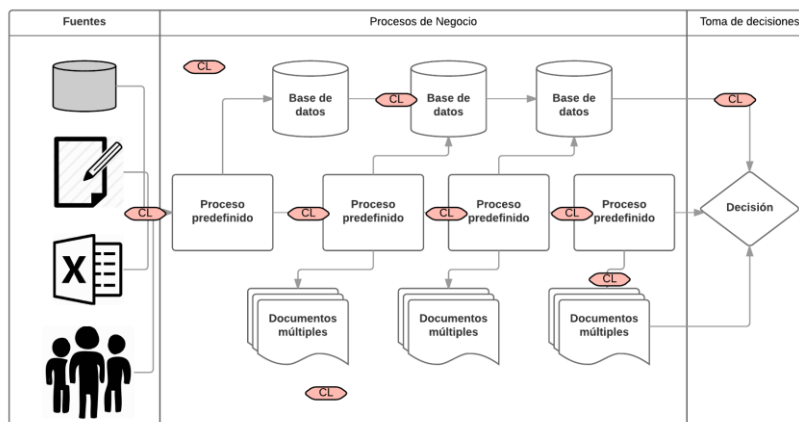 Fuentes
Procesos de Negocio
Toma de decisiones
CL
Base de
datos
CL
Base de
datos
Base de
datos
CL
X
CL
Proceso
predefinido
CL
Proceso
predefinido
CL
Proceso
predefinido
CL
Proceso
predefinido
Decisión
CL
Documentos
múltiples
Documentos
múltiples
Documentos
múltiples
CL